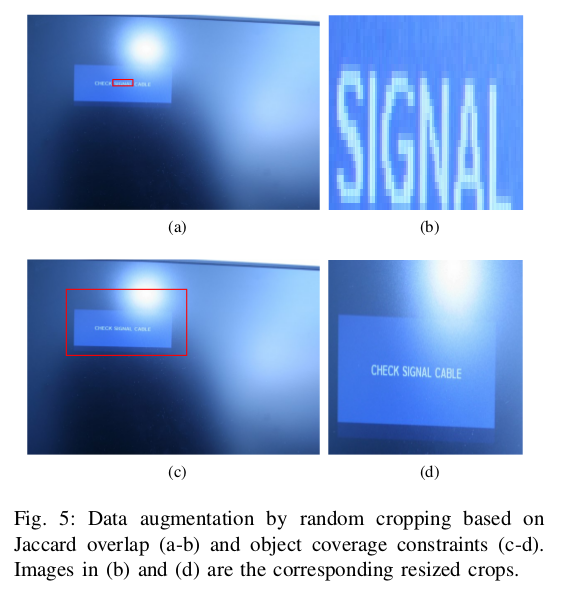 CHECK SIGNAL CABLE
(a)
SIGNAL
(b)
CHECK SIGNAL CABLE
(c)
CHECK SIGNAL CABLE
(d)
Fig. 5: Data augmentation by random cropping based on
Jaccard overlap (a-b) and object coverage constraints (c-d).
Images in (b) and (d) are the corresponding resized crops.